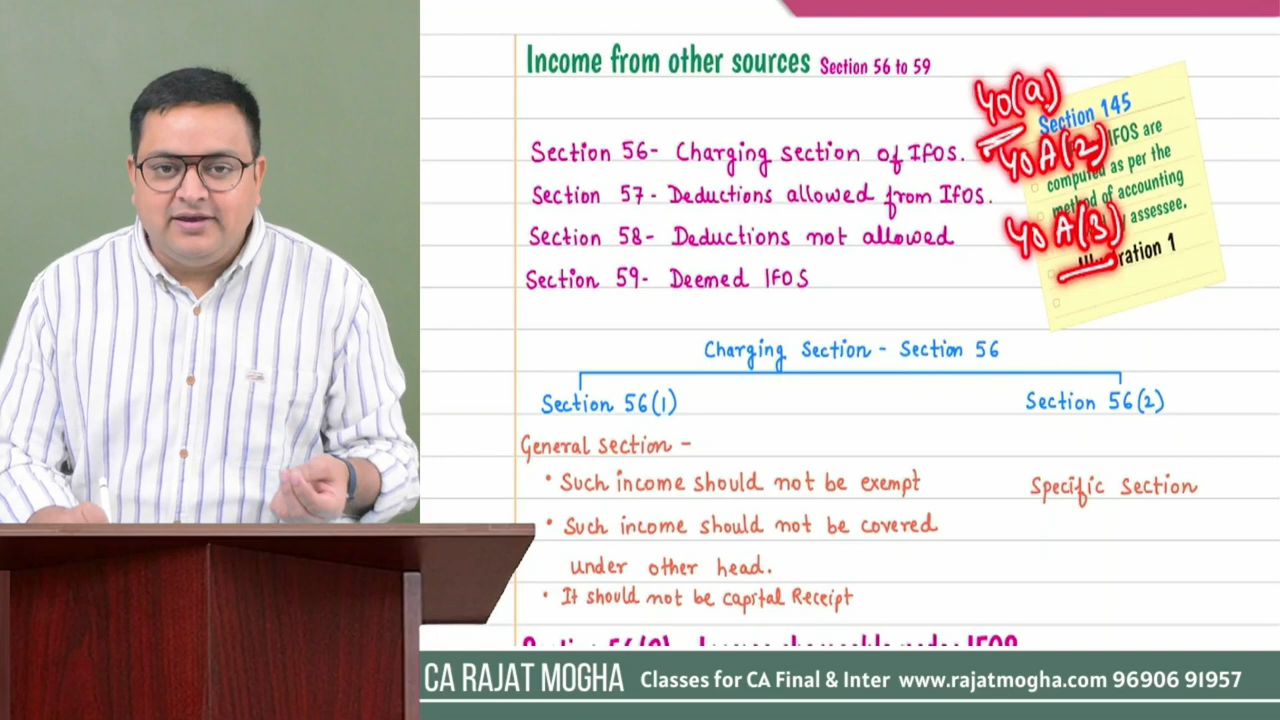 Income from other sources Section 56 to 59
Section 56- Charging section of IFOS.
Section 57- Deductions allowed from IFOS.
Section 58- Deductions not allowed
Section 59- Deemed IFOS
40(a)
Section 145
40A(2)
IFOS are
computed as per the
method of accounting
40A(3)
assessee.
ration 1
Charging Section - Section 56
Section 56(1)
Section 56(2)
General section -
• Such income should not be exempt
Specific section
• Such income should not be covered
under other head.
• It should not be capital Receipt
CA RAJAT MOGHA Classes for CA Final & Inter www.rajatmogha.com 96906 91957